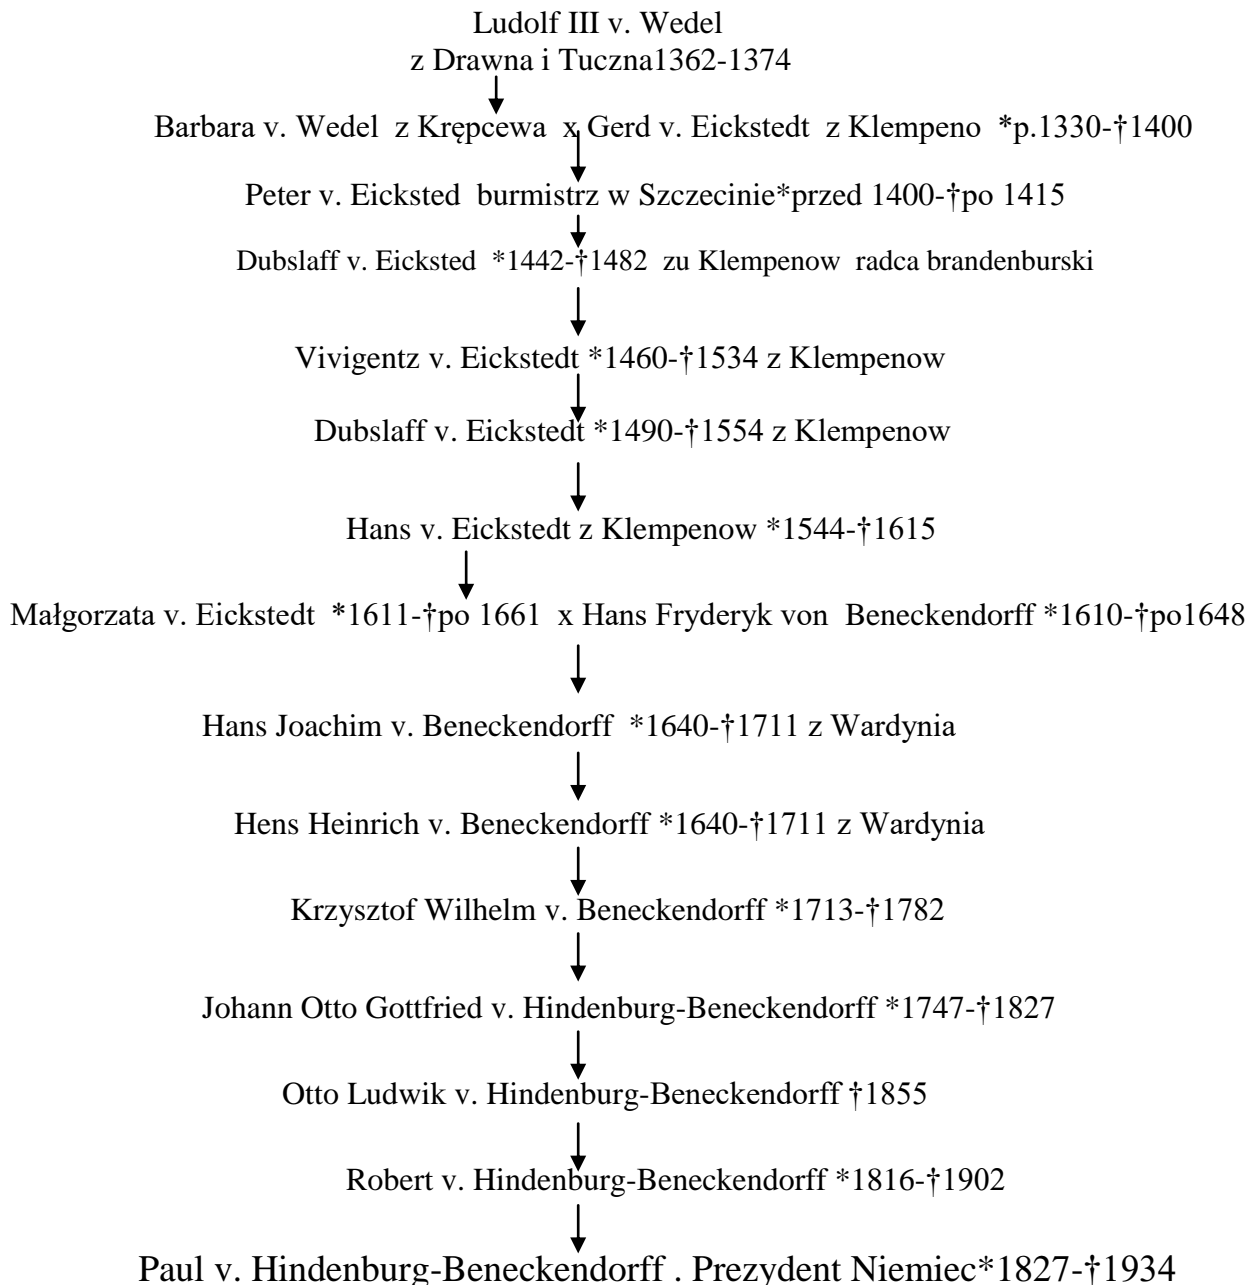 Ludolf III v. Wedel
z Drawna i Tuczna1362-1374
Barbara v. Wedel z Krępcewa x Gerd v. Eickstedt z Klempeno *p.1330-†1400
Peter v. Eicksted burmistrz w Szczecinie*przed 1400-†po 1415
Dubslaff v. Eicksted *1442-†1482 zu Klempenow radca brandenburski
Vivigentz v. Eickstedt *1460-†1534 z Klempenow
Dubslaff v. Eickstedt *1490-†1554 z Klempenow
Hans v. Eickstedt z Klempenow *1544-†1615
Małgorzata v. Eickstedt *1611-†po 1661 x Hans Fryderyk von Beneckendorff *1610-†po1648
Hans Joachim v. Beneckendorff *1640-†1711 z Wardynia
Hens Heinrich v. Beneckendorff *1640-†1711 z Wardynia
Krzysztof Wilhelm v. Beneckendorff *1713-†1782
Johann Otto Gottfried v. Hindenburg-Beneckendorff *1747-†1827
Otto Ludwik v. Hindenburg-Beneckendorff †1855
Robert v. Hindenburg-Beneckendorff *1816-†1902
Paul v. Hindenburg-Beneckendorff . Prezydent Niemiec*1827-†1934